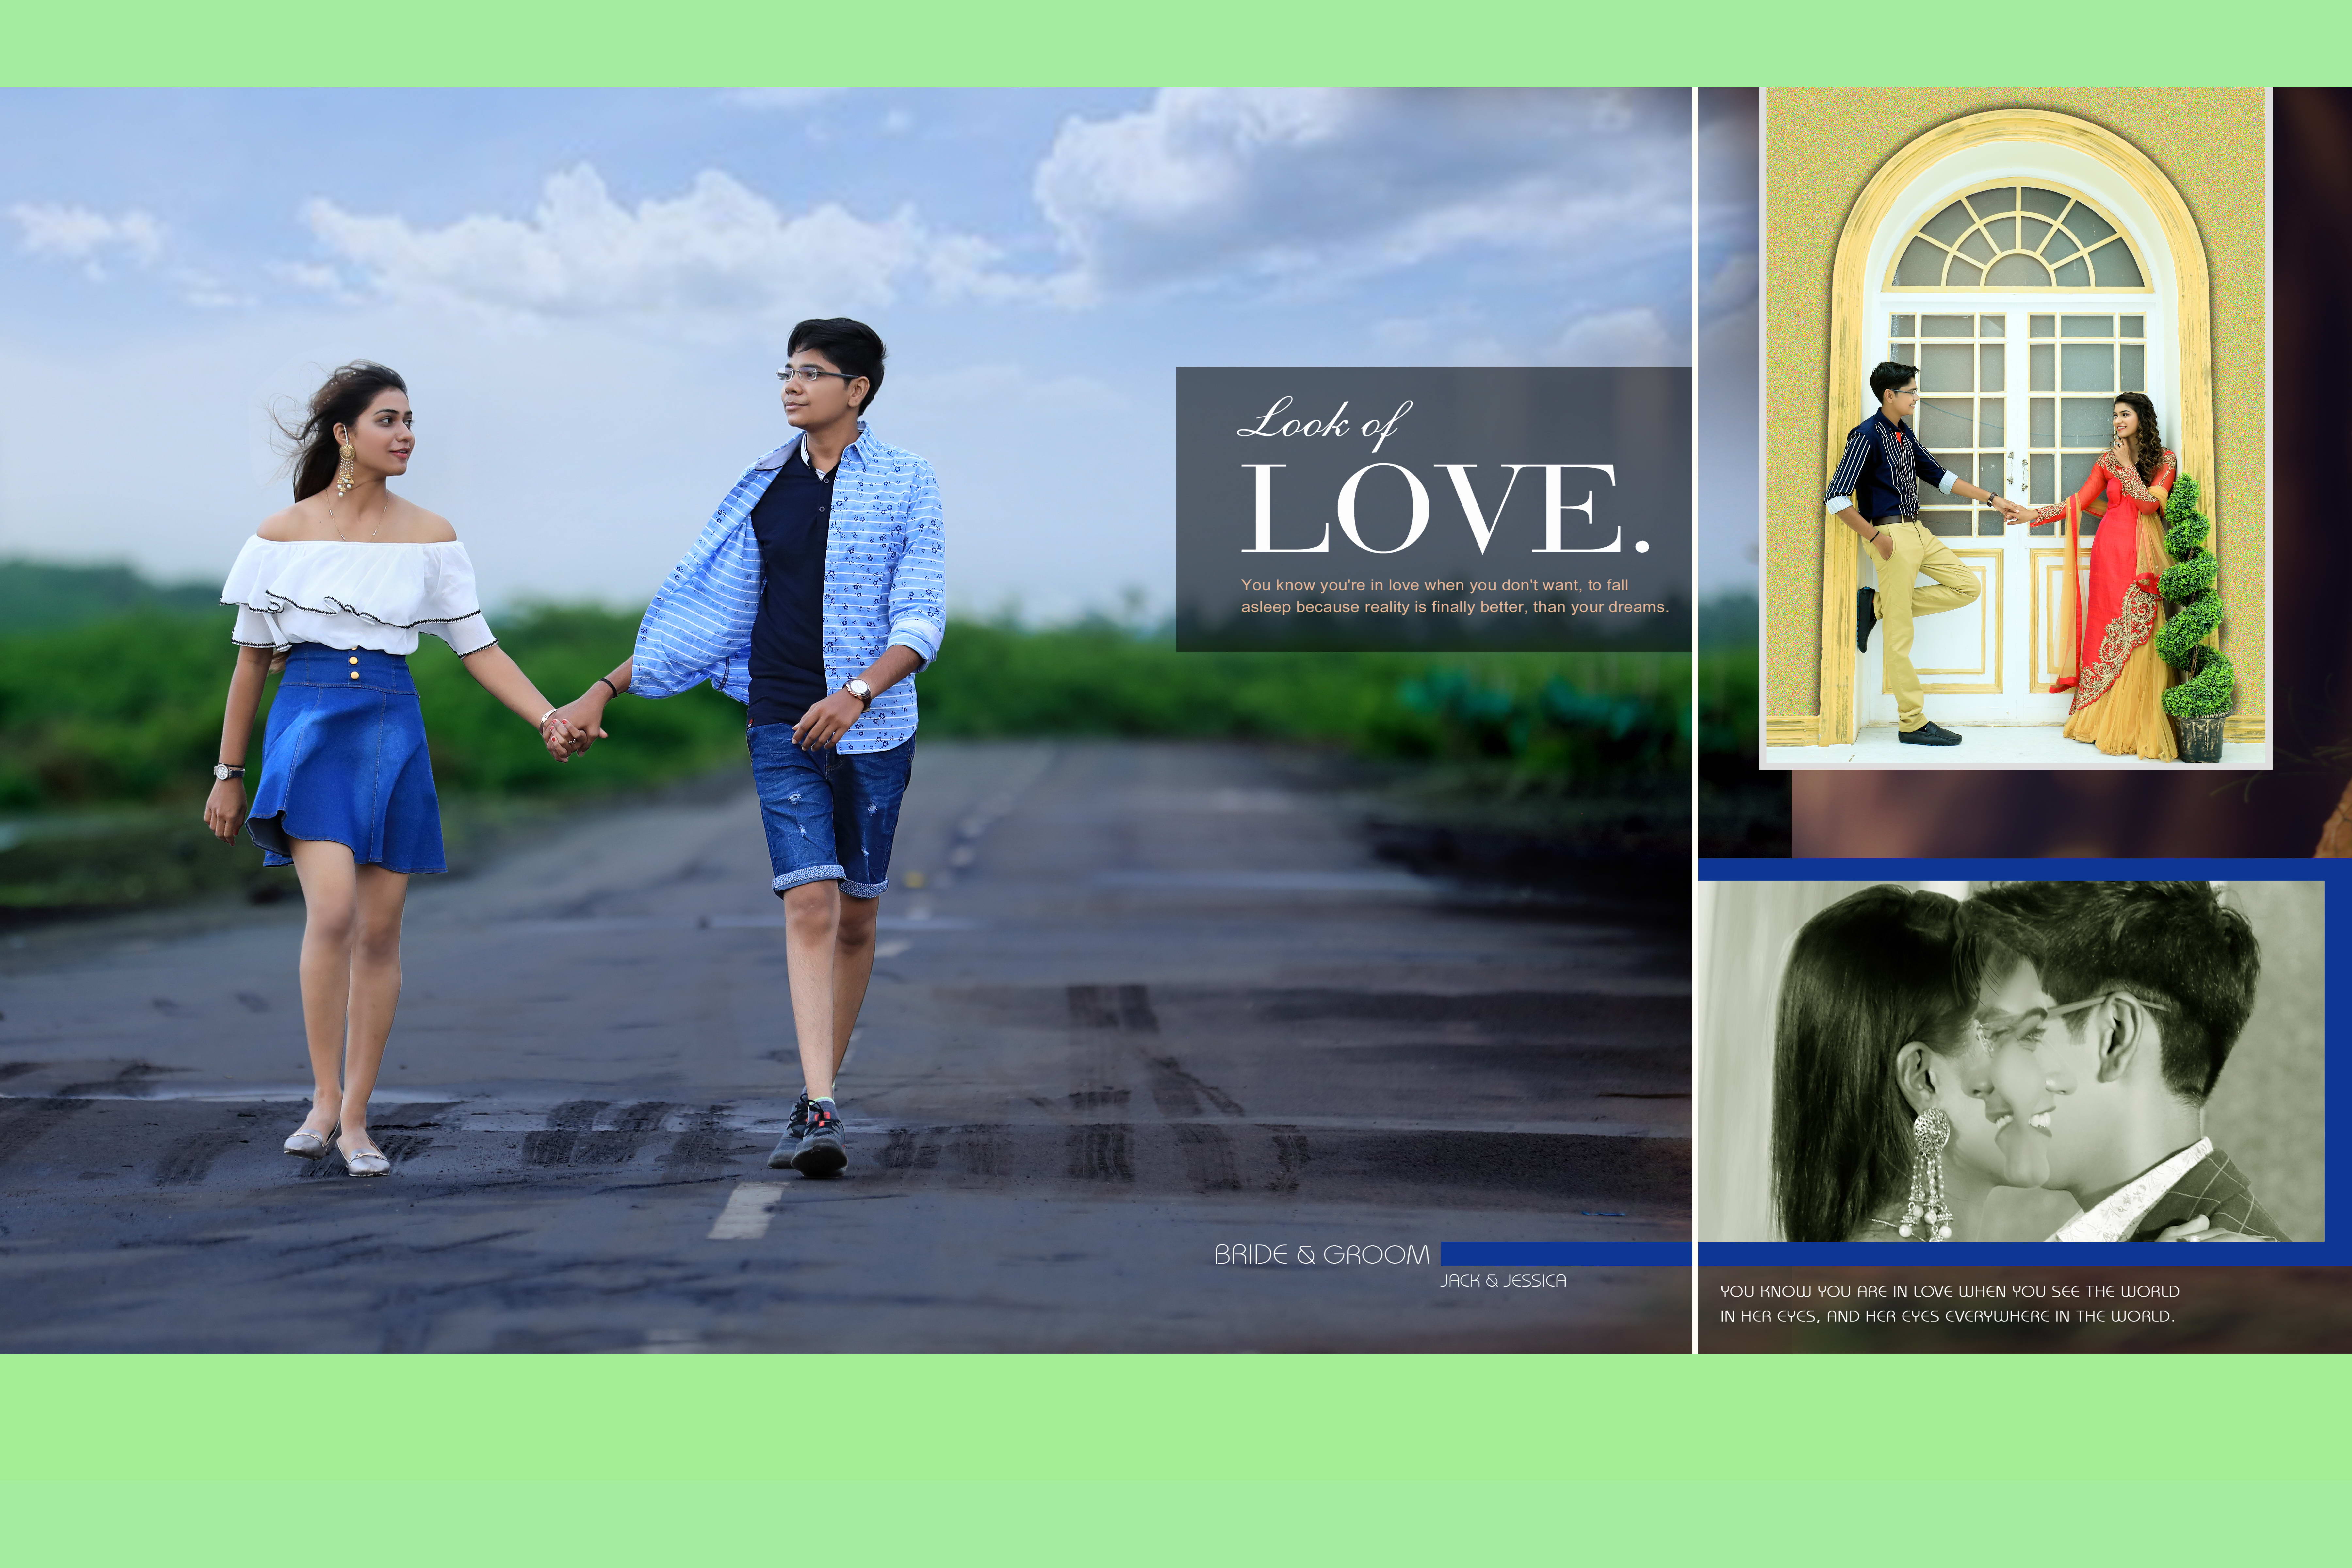 Look of
LOVE.
You know you're in love when you don't want, to fall
asleep because reality is finally better, than your dreams.
BRIDE & GROOM
JACK & JESSICA
YOU KNOW YOU ARE IN LOVE WHEN YOU SEE THE WORLD
IN HER EYES, AND HER EYES EVERYWHERE IN THE WORLD.